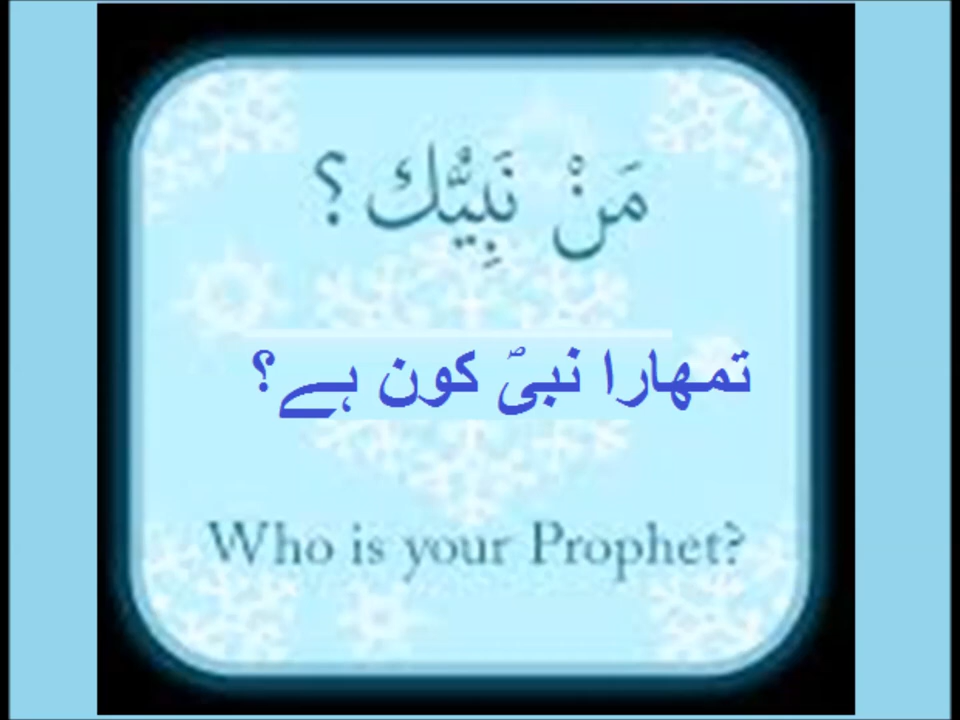 مَنْ نَبِيُّك ؟
تمھارا نبیؐ کون ہے؟
Who is your Prophet?